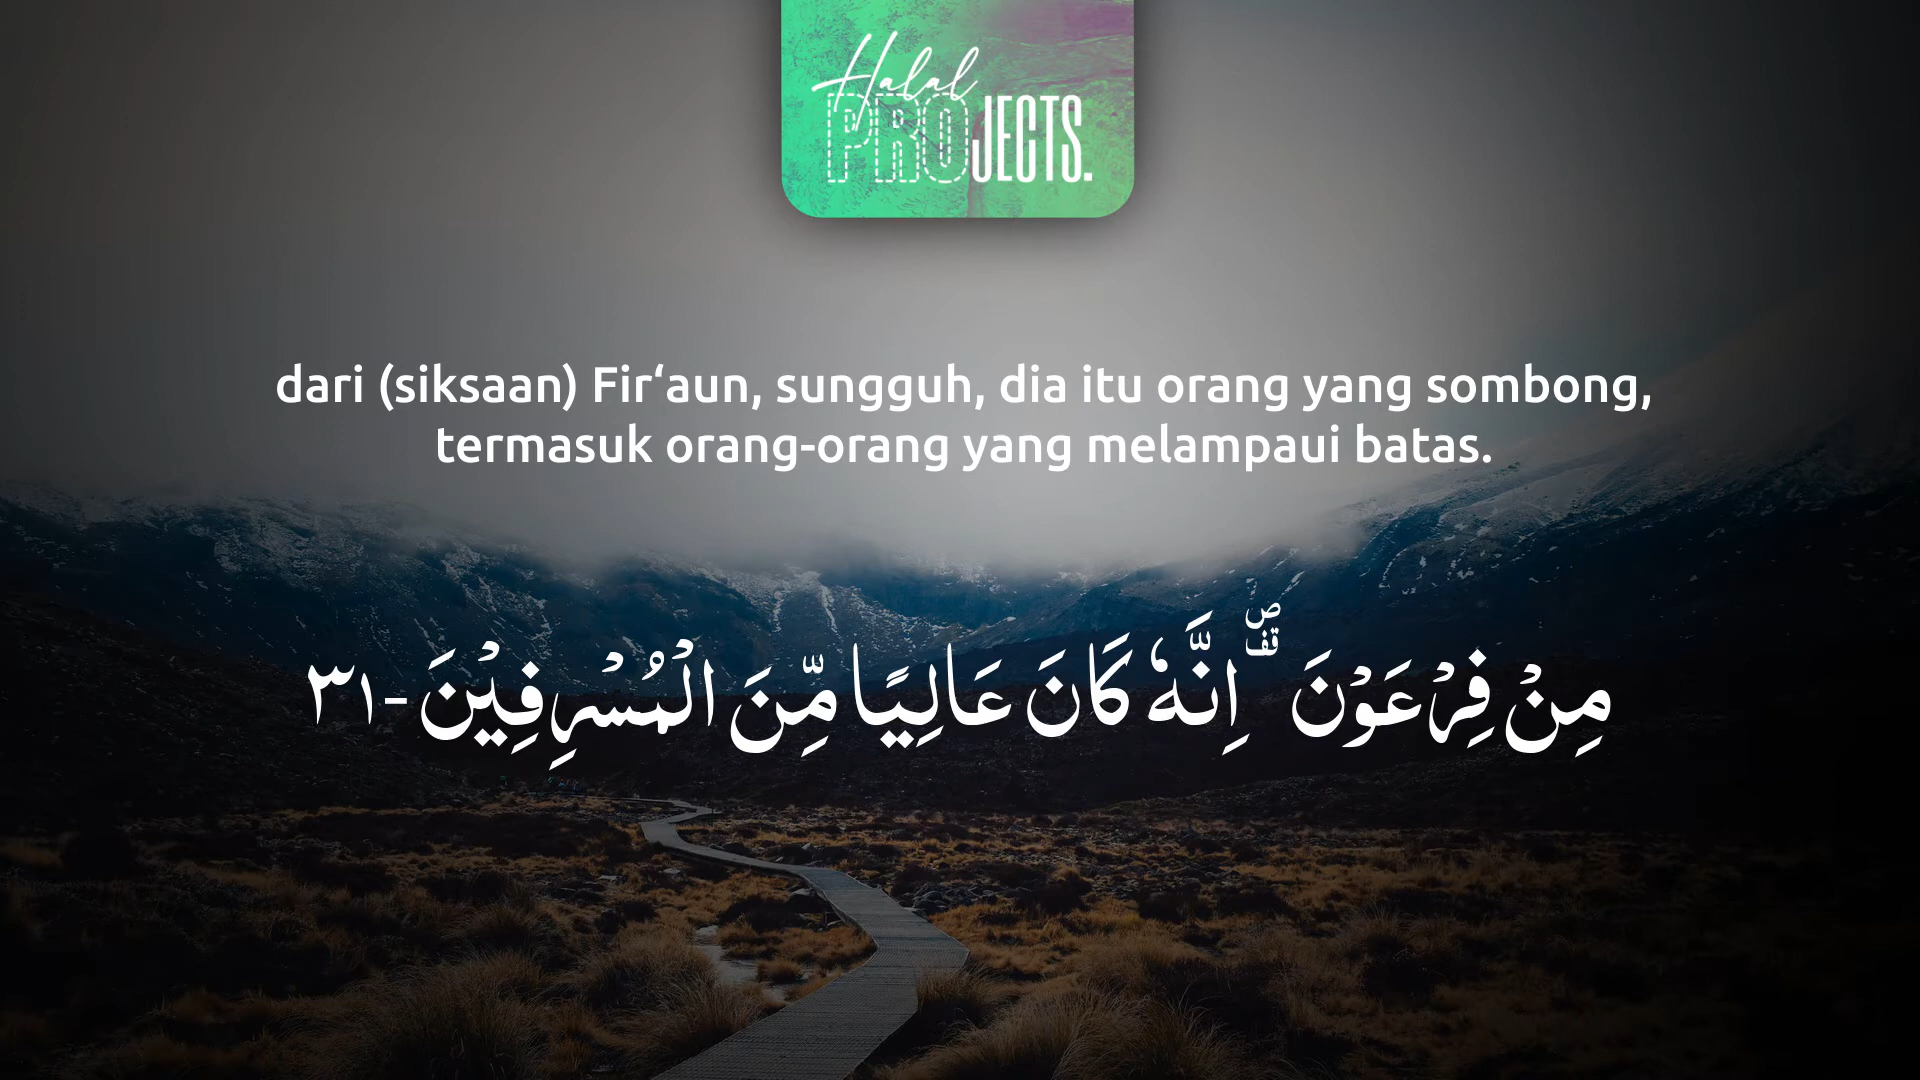 Halal
PROJECTS.
dari (siksaan) Fir‘aun, sungguh, dia itu orang yang sombong,
termasuk orang-orang yang melampaui batas.
مِنْ فِرْعَوْنَ ۗاِنَّهٗ كَانَ عَالِيًا مِّنَ الْمُسْرِفِيْنَ -٣١